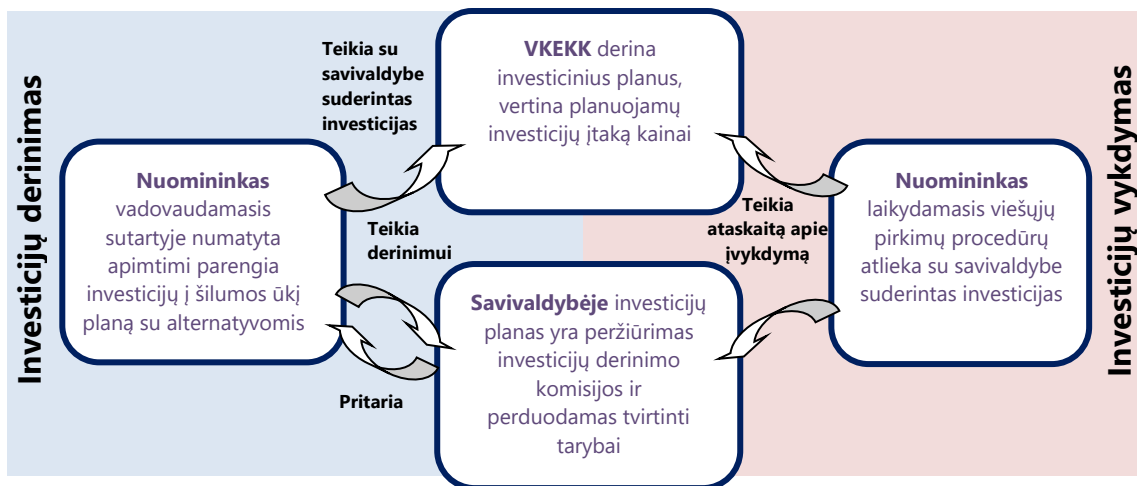 Investicijų derinimas
Nuomininkas
vadovaudamasis
sutartyje numatyta
apimtimi parengia
investicijų į šilumos ūkį
planą su alternatyvomis
Teikia su
savivaldybe
suderintas
investicijas
Teikia
derinimui
Pritaria
VKEKK derina
investicinius planus,
vertina planuojamų
investicijų įtaką kainai
Savivaldybėje investicijų
planas yra peržiūrimas
investicijų derinimo
komisijos ir
perduodamas tvirtinti
tarybai
Teikia
ataskaitą apie
įvykdymą
Nuomininkas
laikydamasis viešųjų
pirkimų procedūrų
atlieka su savivaldybe
suderintas investicijas
Investicijų vykdymas